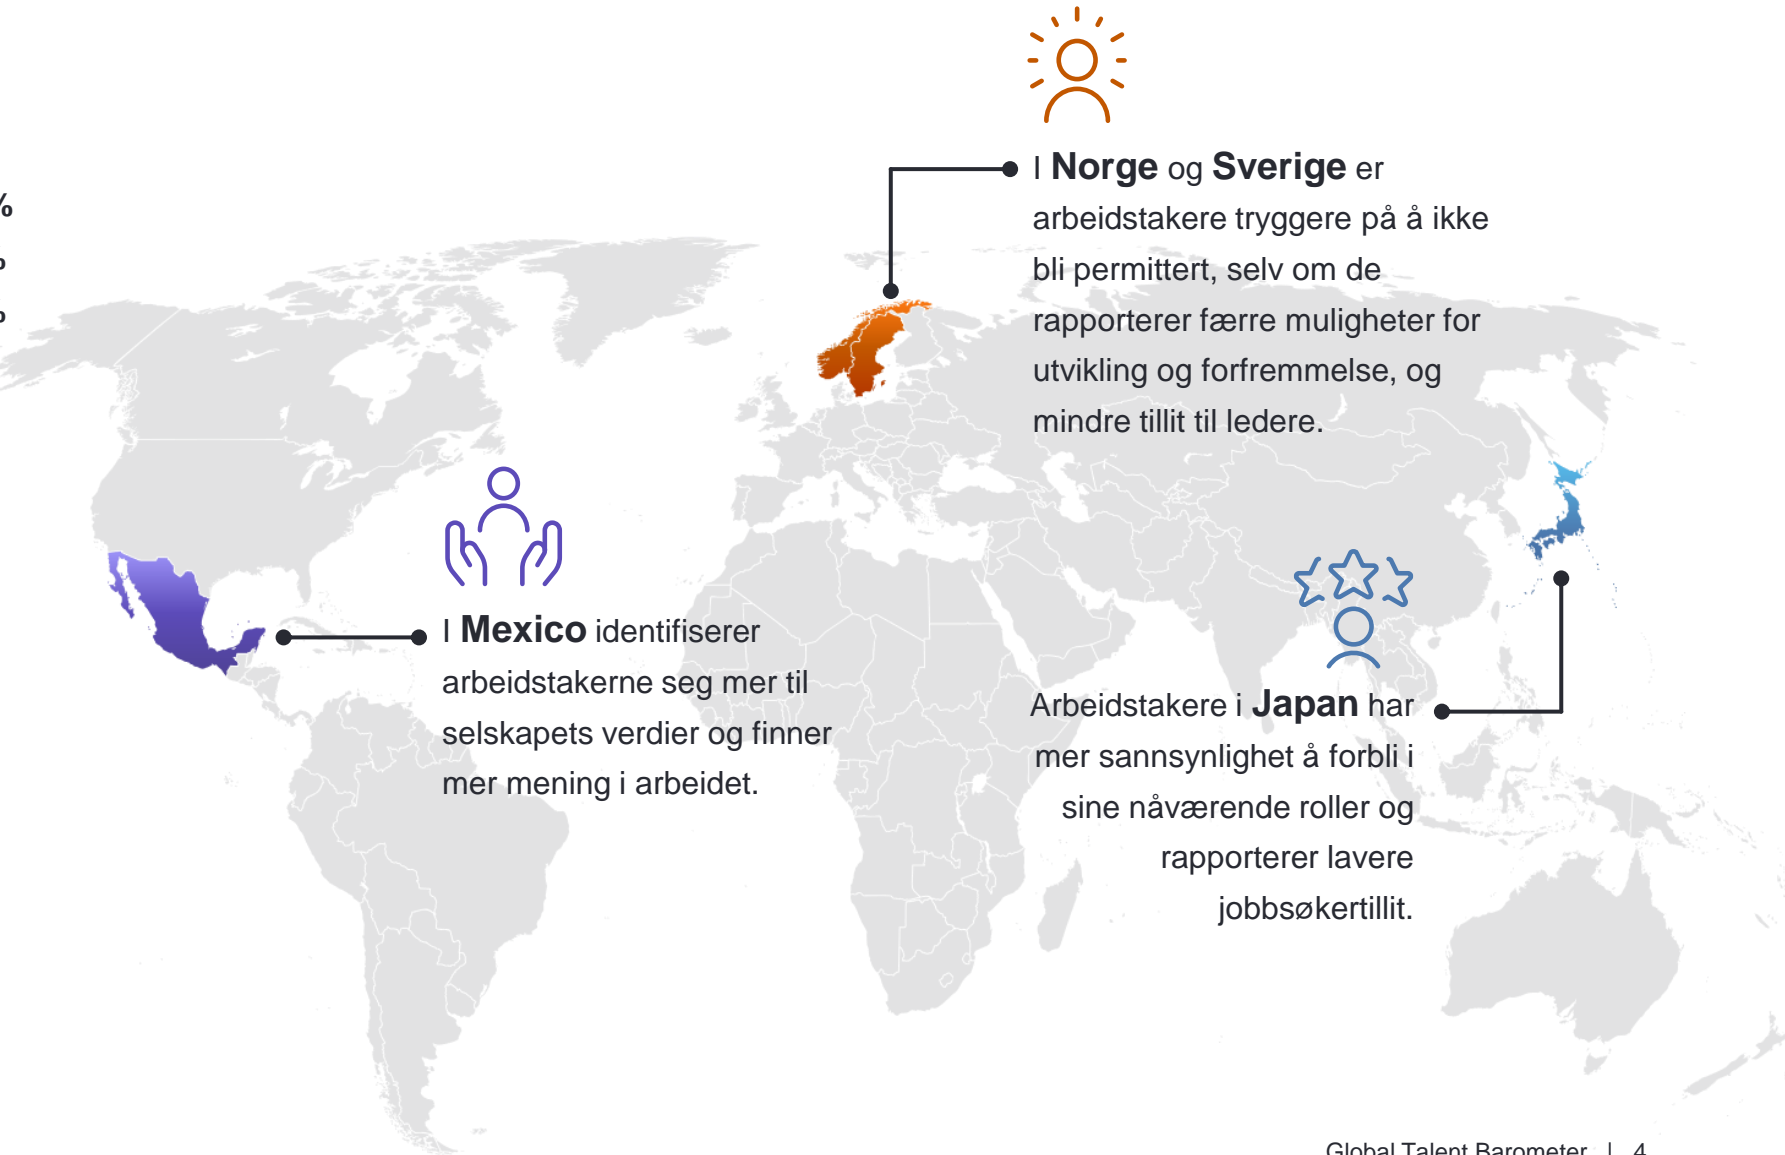 %
%
%
I Norge og Sverige er
arbeidstakere tryggere på å ikke
bli permittert, selv om de
rapporterer færre muligheter for
utvikling og forfremmelse, og
mindre tillit til ledere.
I Mexico identifiserer
arbeidstakerne seg mer til
selskapets verdier og finner
mer mening i arbeidet.
Arbeidstakere i Japan har
mer sannsynlighet å forbli i
sine nåværende roller og
rapporterer lavere
jobbsøkertillit.
Global Talent Barometer | 4